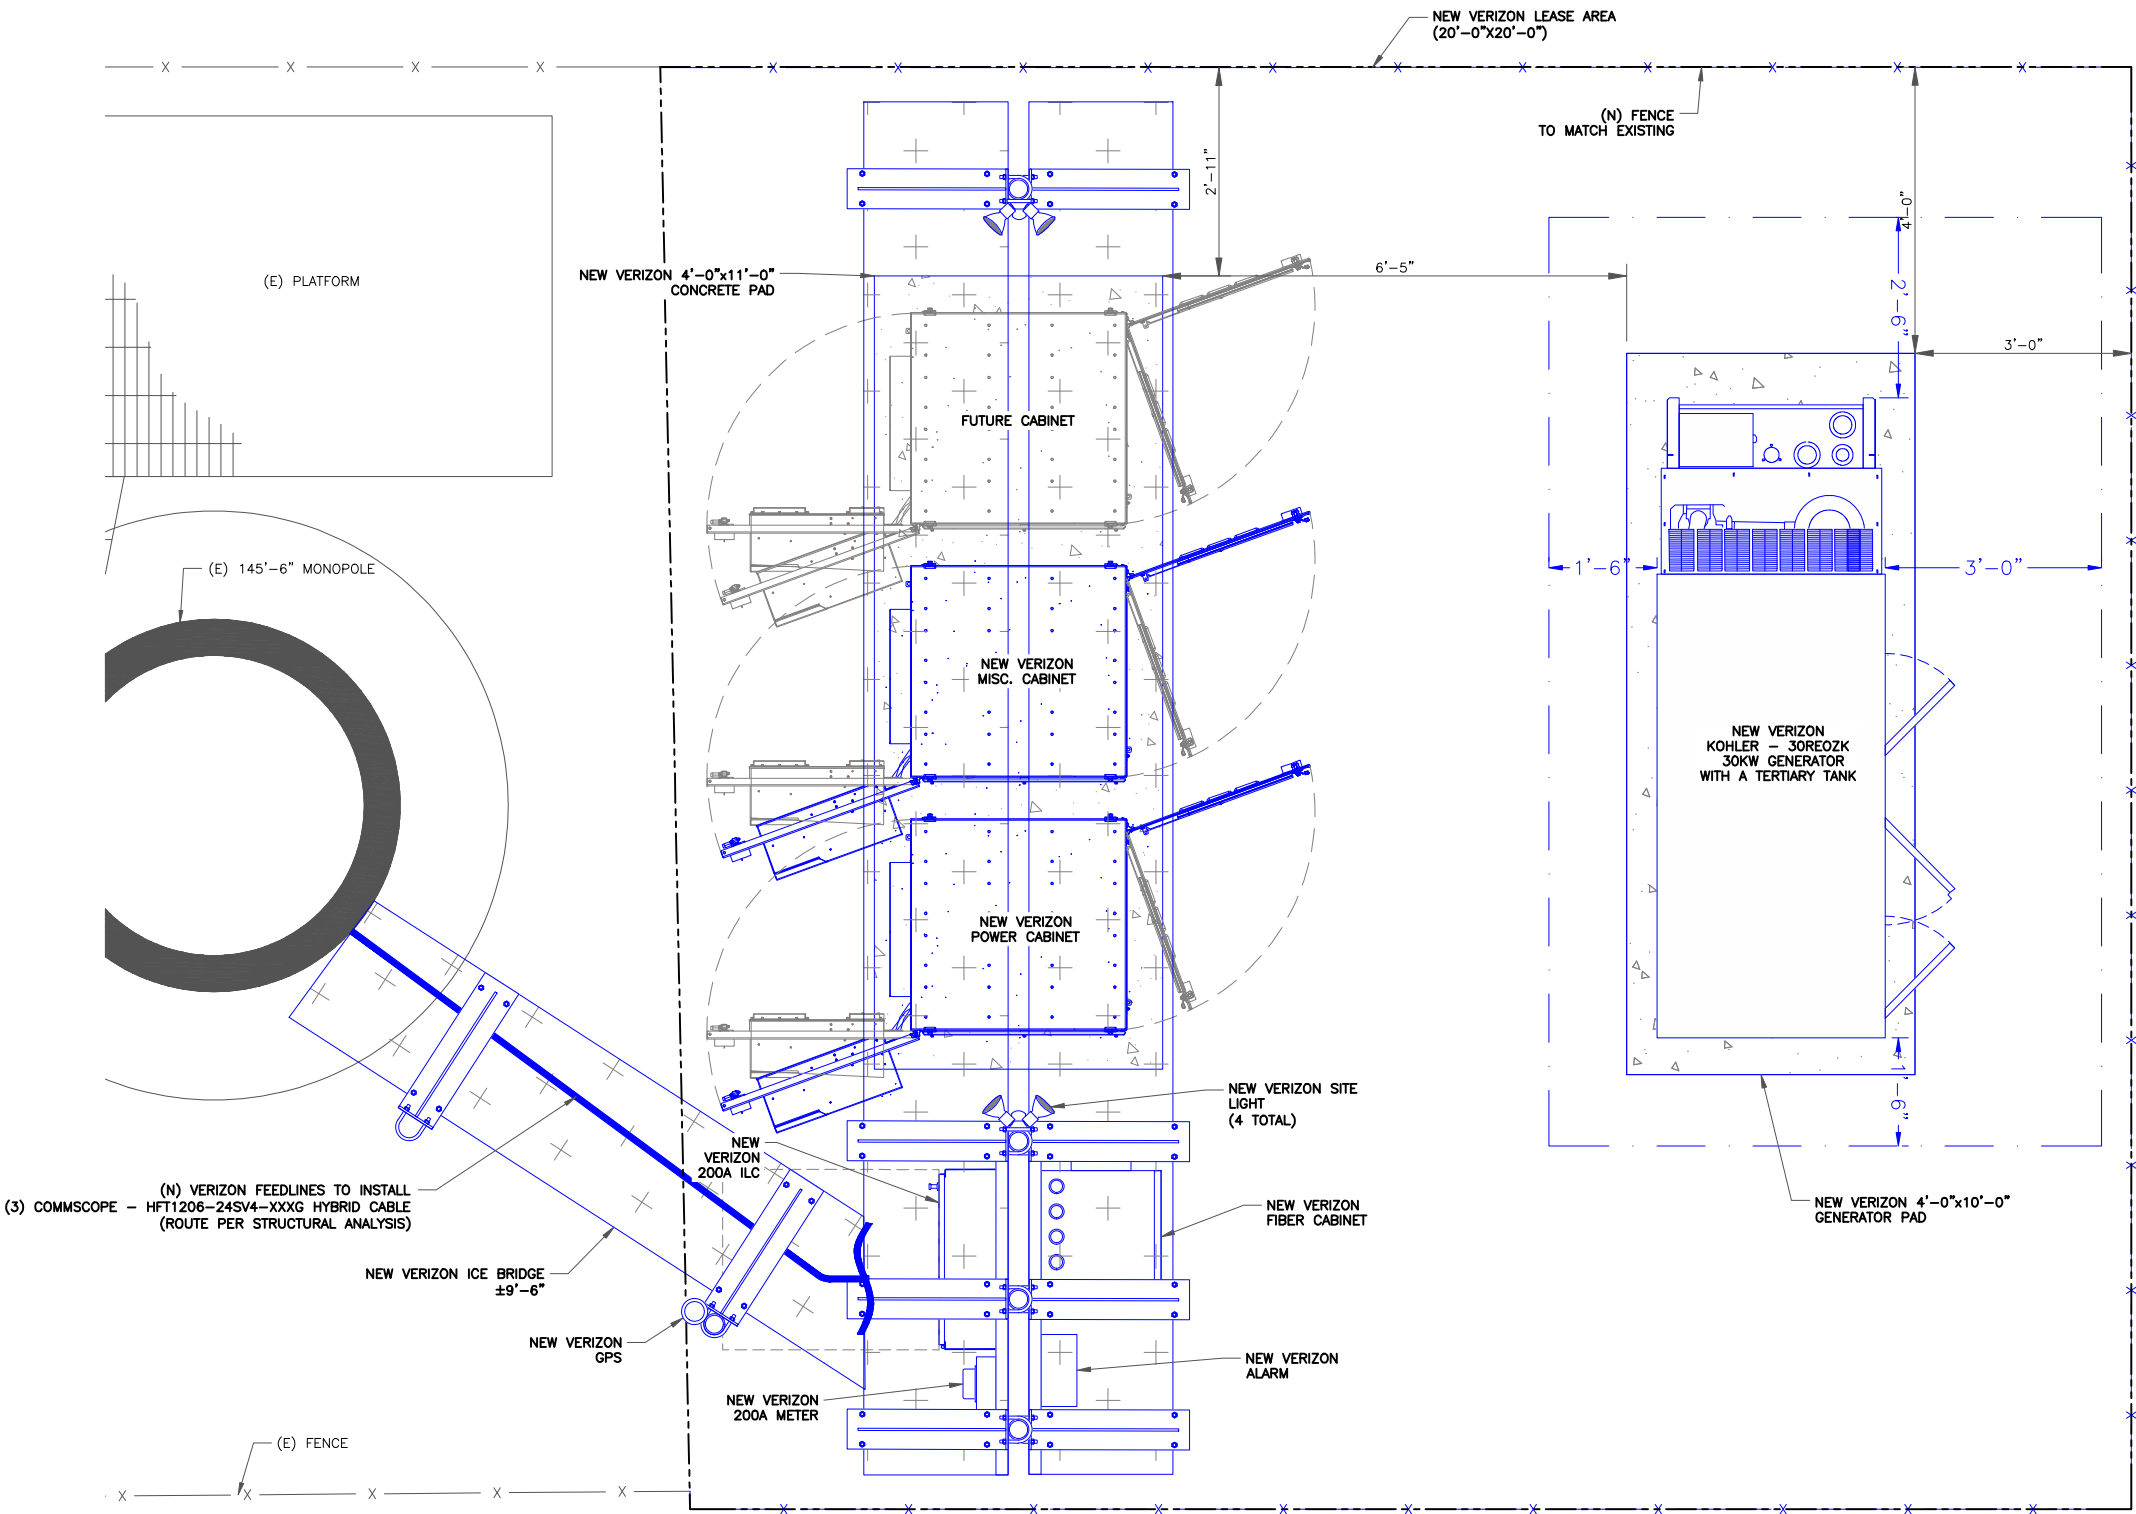 NEW VERIZON LEASE AREA
(20'-0"X20'-0")
(N) FENCE
TO MATCH EXISTING
2'-11"
4'-0"
(E) PLATFORM
NEW VERIZON 4'-0"x11'-0"
CONCRETE PAD
6'-5"
2'-6"
3'-0"
FUTURE CABINET
(E) 145'-6" MONOPOLE
1'-6"
3'-0"
NEW VERIZON
MISC. CABINET
NEW VERIZON
KOHLER - 30REOZK
30KW GENERATOR
WITH A TERTIARY TANK
NEW VERIZON
POWER CABINET
NEW VERIZON SITE
LIGHT
(4 TOTAL)
1'-6"
NEW
VERIZON
200A ILC
(N) VERIZON FEEDLINES TO INSTALL
(3) COMMSCOPE - HFT1206-24SV4-XXXG HYBRID CABLE
(ROUTE PER STRUCTURAL ANALYSIS)
NEW VERIZON
FIBER CABINET
NEW VERIZON 4'-0"x10'-0"
GENERATOR PAD
NEW VERIZON ICE BRIDGE
±9'-6"
NEW VERIZON
GPS
NEW VERIZON
ALARM
NEW VERIZON
200A METER
(E) FENCE